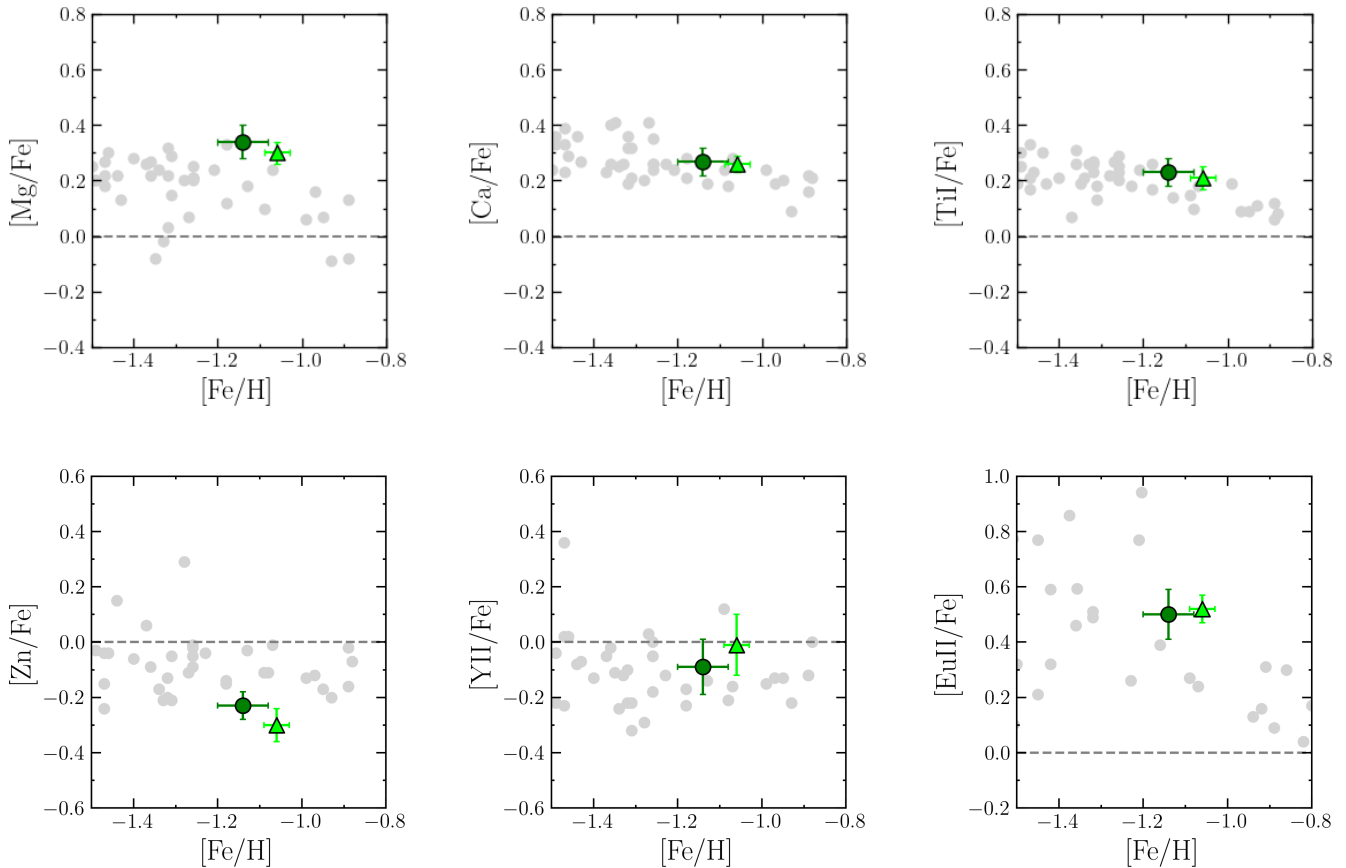 0.8 0.8 0.8
0.6 0.6 0.6
0.4 0.4 0.4
0.2 0.2 0.2
0.0 0.0 0.0
−0.2 −0.2 −0.2
−0.4 −0.4 −0.4
[Mg/Fe] [Ca/Fe] [TiI/Fe]
−1.4 −1.2 −1.0 −0.8 −1.4 −1.2 −1.0 −0.8 −1.4 −1.2 −1.0 −0.8
[Fe/H] [Fe/H] [Fe/H]
0.6 0.6 1.0
0.4 0.4 0.8
0.2 0.2 0.6
0.0 0.0 0.4
−0.2 −0.2 0.2
−0.4 −0.4 0.0
−0.6 −0.6 −0.2
[Zn/Fe] [YII/Fe] [EuII/Fe]
−1.4 −1.2 −1.0 −0.8 −1.4 −1.2 −1.0 −0.8 −1.4 −1.2 −1.0 −0.8
[Fe/H] [Fe/H] [Fe/H]